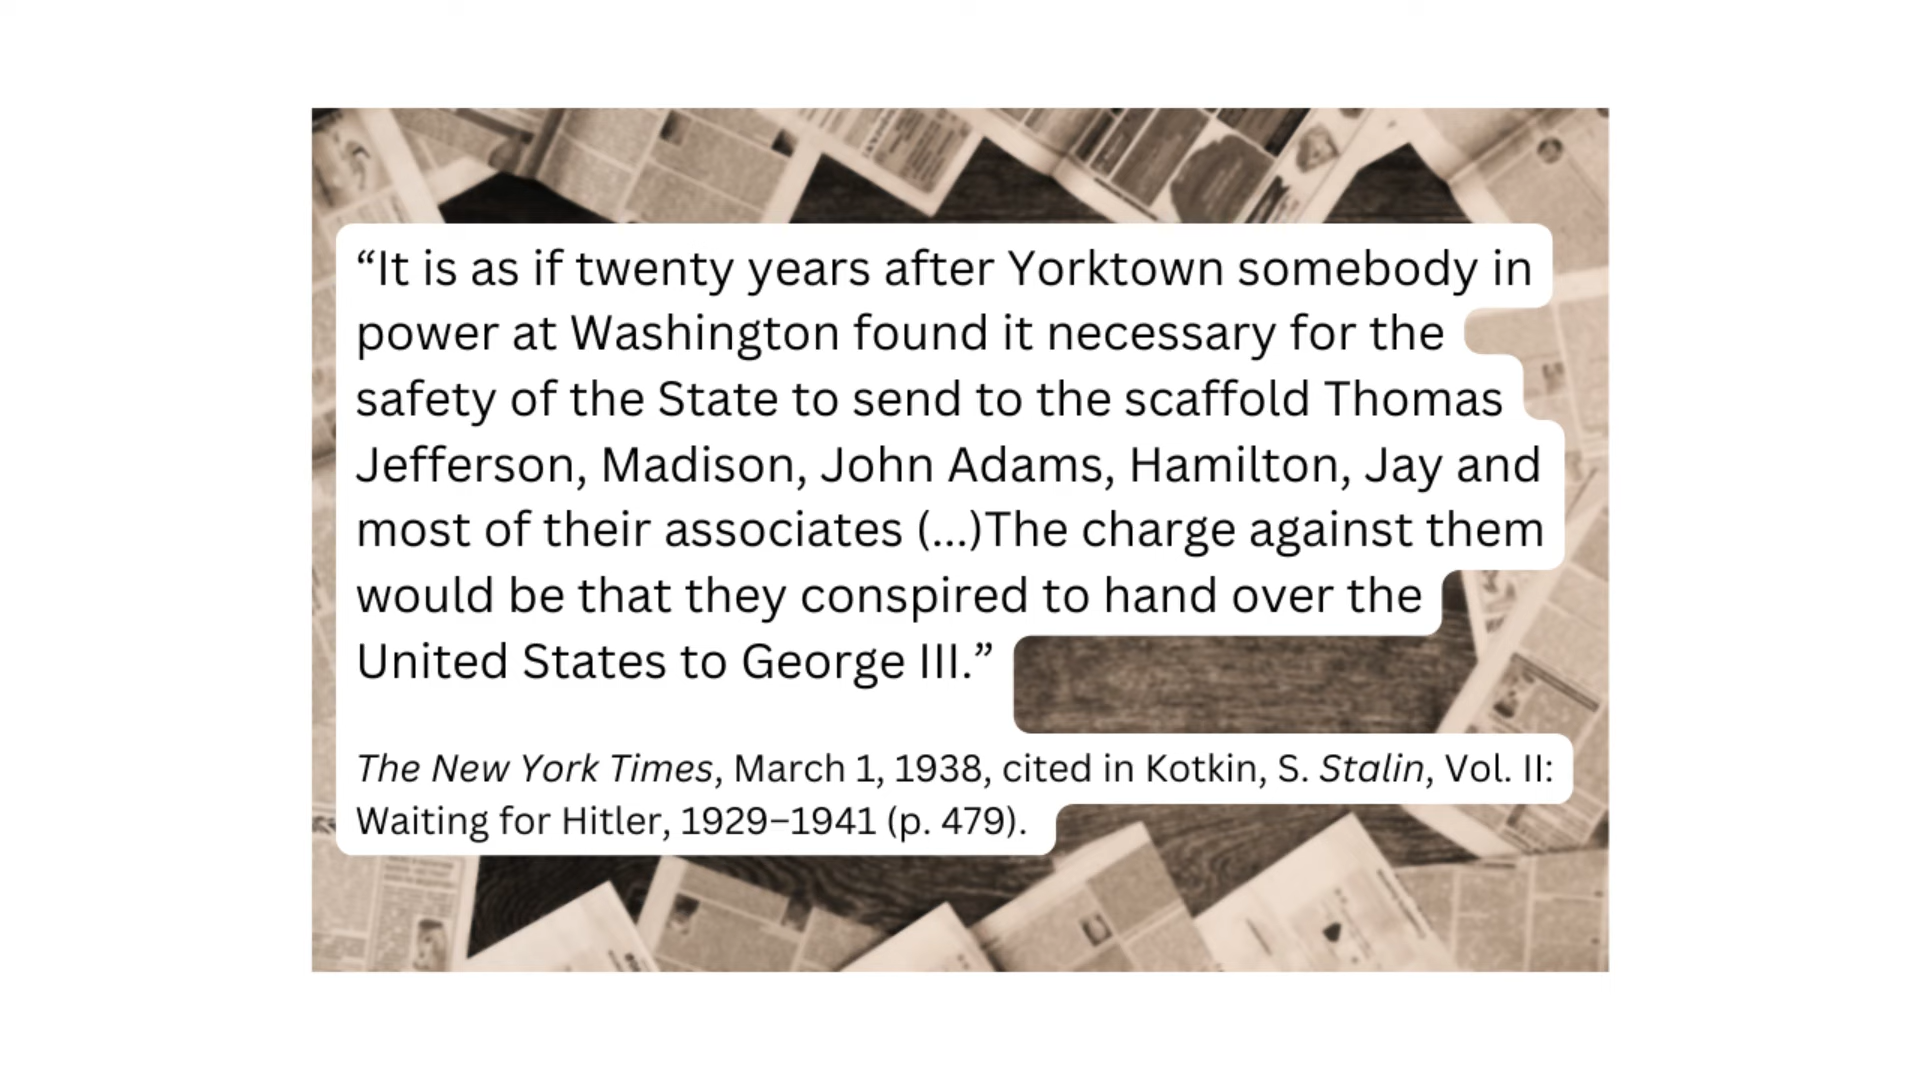 “It is as if twenty years after Yorktown somebody in
power at Washington found it necessary for the
safety of the State to send to the scaffold Thomas
Jefferson, Madison, John Adams, Hamilton, Jay and
most of their associates (...)The charge against them
would be that they conspired to hand over the
United States to George III.”
The New York Times, March 1, 1938, cited in Kotkin, S. Stalin, Vol. II:
Waiting for Hitler, 1929–1941 (p. 479).